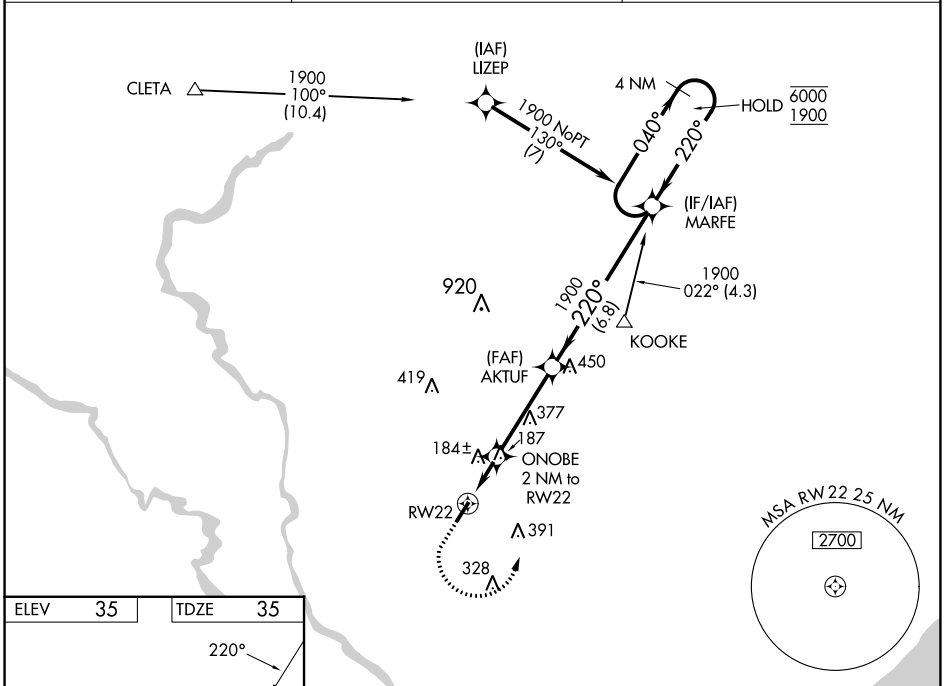 CLETA
1900
100°
(10.4)
(IAF)
LIZEP
1900 NoPT
130°
(7)
4 NM
040°
220°
HOLD
6000
1900
(IF/IAF)
MARFE
1900
022° (4.3)
KOOKE
1900
220°
(6.8)
920
(FAF)
AKTUF
450
419
377
187
184±
ONOBE
2 NM to
RW22
RW22
391
328
MSA RW22 25 NM
2700
ELEV 35
TDZE 35
220°